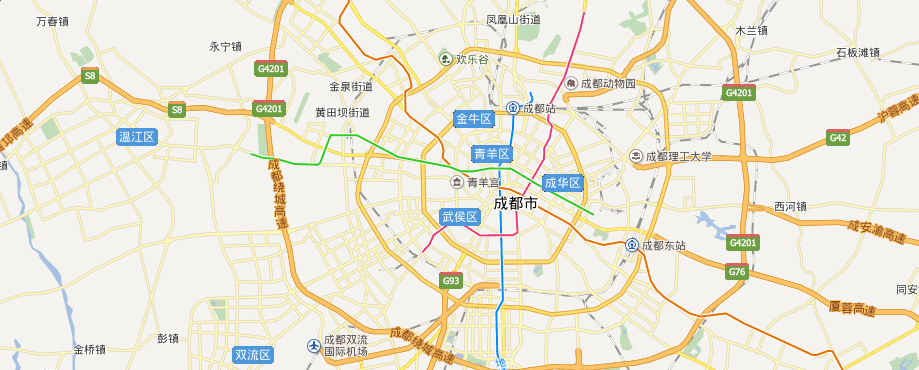 凤凰山街道
万春镇
木兰镇
永宁镇
石板滩镇
欢乐谷
G4201
S8
金泉街道
成都动物园
G4201
S8
G4201
黄田坝街道
成都站
沪蓉高速
金牛区
温江区
G42
青羊区
成都理工大学
成都绕城高速
青羊宫
成华区
成都市
西河镇
武侯区
成安渝高速
成都东站
G4201
G76
G93
同安
厦蓉高速
彭镇
成都双流
国际机场
成都绕城高速
金桥镇
双流区
地